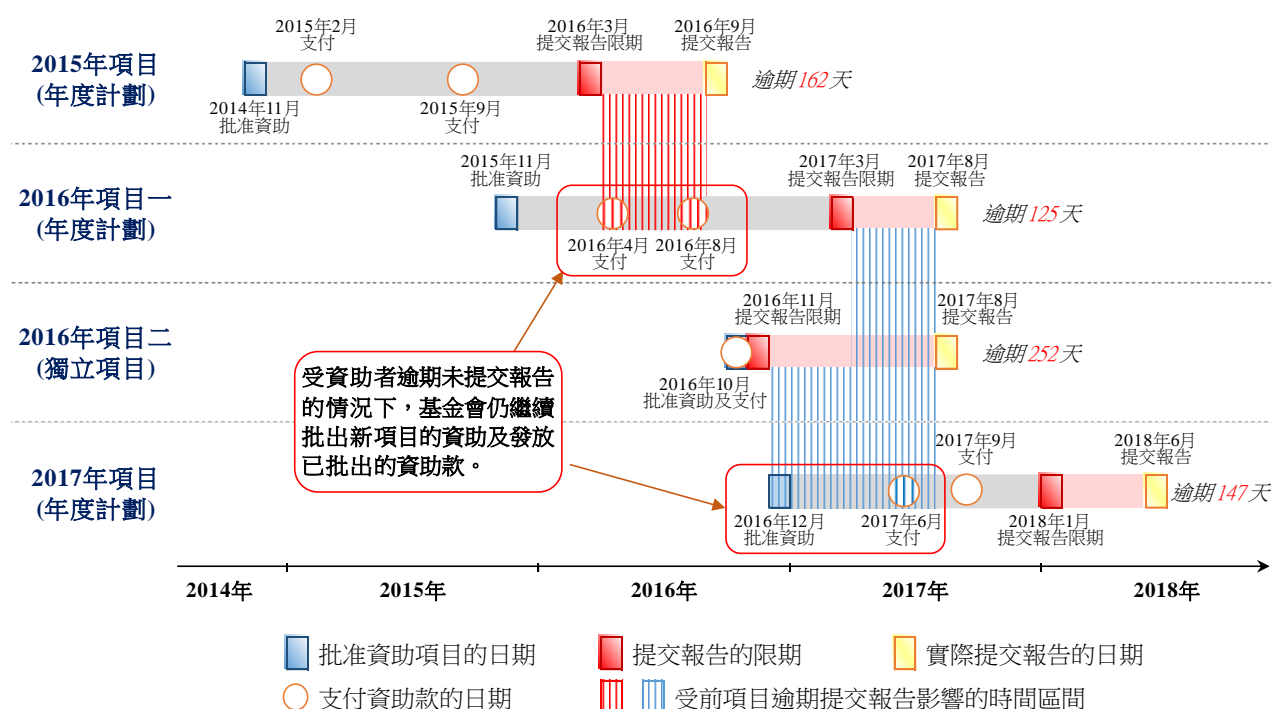 2015年項目
(年度計劃)
2015年2月
支付
2016年3月
提交報告限期
2016年9月
提交報告
逾期162天
2014年11月
批准資助
2015年9月
支付
2016年項目一
(年度計劃)
2015年11月
批准資助
2017年3月
提交報告限期
2017年8月
提交報告
逾期125天
2016年4月
支付
2016年8月
支付
2016年項目二
(獨立項目)
2016年11月
提交報告限期
2017年8月
提交報告
逾期252天
2016年10月
批准資助及支付
受資助者逾期未提交報告
的情況下，基金會仍繼續
批出新項目的資助及發放
已批出的資助款。
2017年項目
(年度計劃)
2017年9月
支付
2018年6月
提交報告
逾期147天
2016年12月
批准資助
2017年6月
支付
2018年1月
提交報告限期
2014年
2015年
2016年
2017年
2018年
批准資助項目的日期
提交報告的限期
實際提交報告的日期
支付資助款的日期
受前項目逾期提交報告影響的時間區間